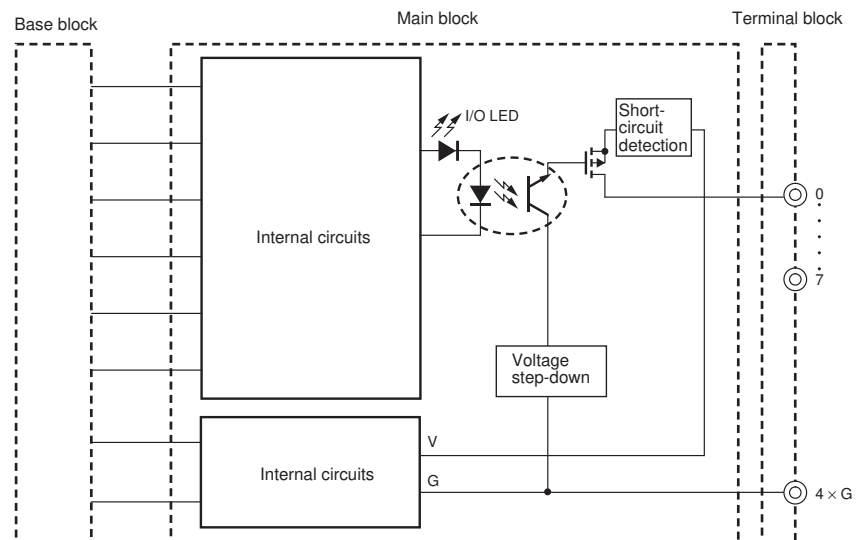 Base block
Main block
Terminal block
I/O LED
Short-
circuit
detection
Internal circuits
0
7
Voltage
step-down
Internal circuits
V
G
4 × G